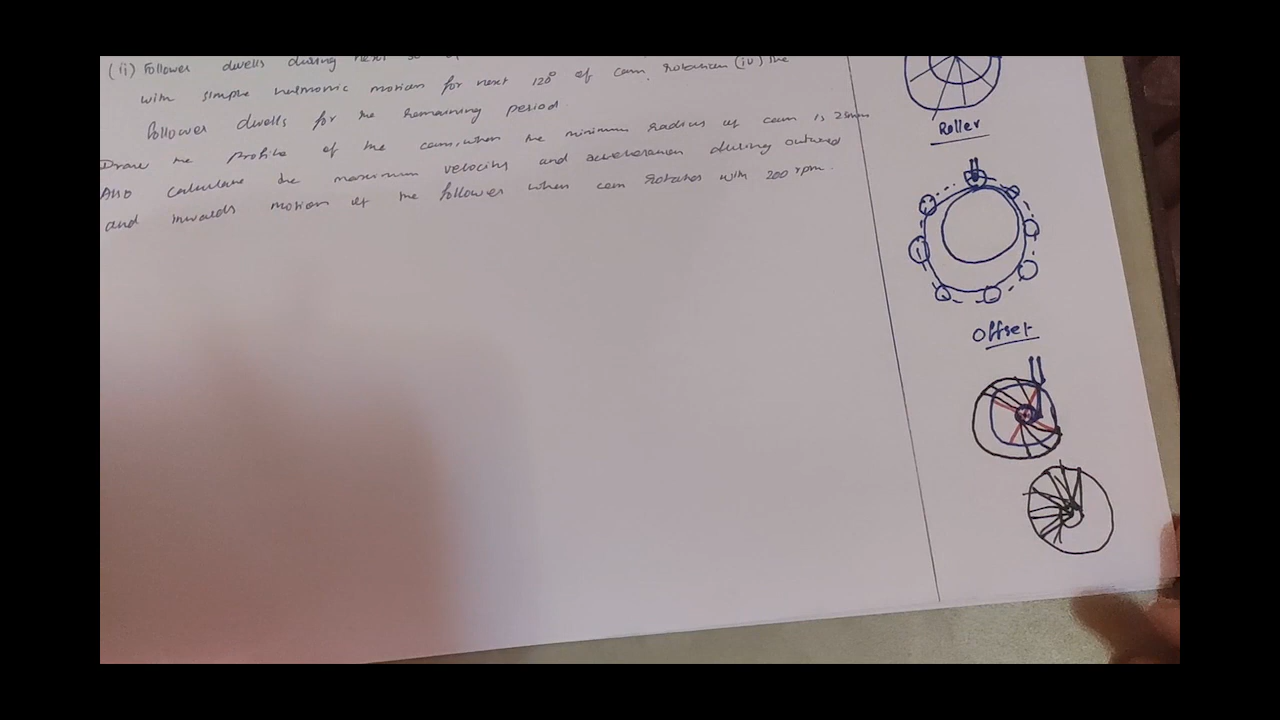 (ii) Follower dwells during next
with simple harmonic motion for next 120° of cam rotation (iv) The
follower dwells for the remaining period.
Draw the profile of the cam, when the minimum radius of cam is 25mm
Also calculate the maximum velocity and acceleration during outward
and inwards motion of the follower when cam rotates with 200 rpm.
Roller
Offset